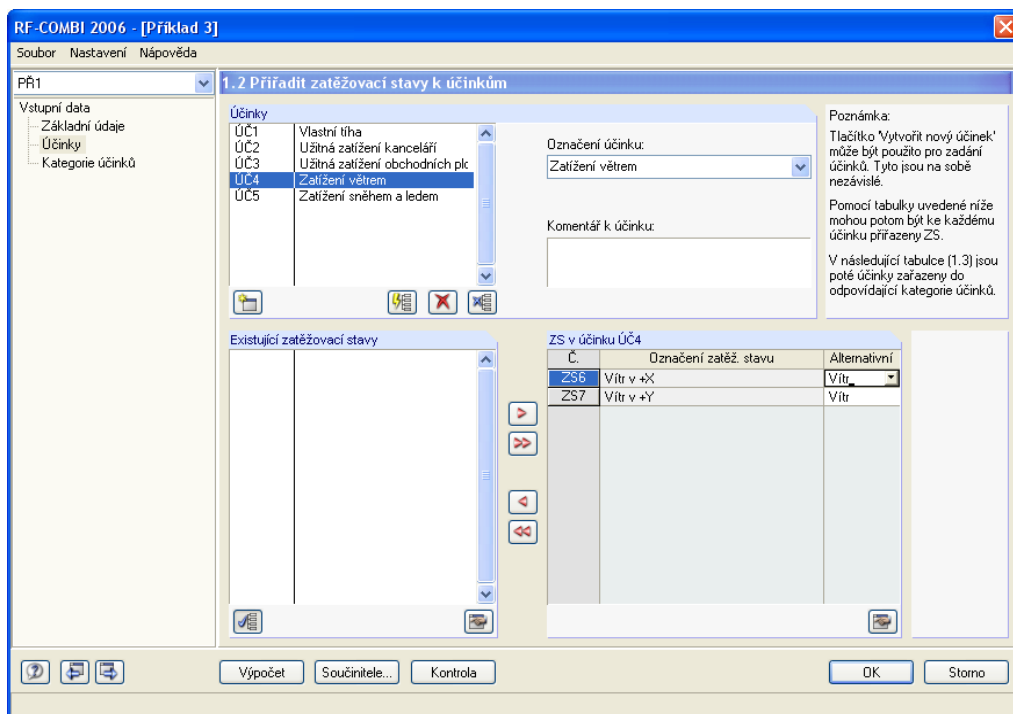 RF-COMBI 2006 - [Příklad 3]
Soubor Nastavení Nápověda
PŘ1
1.2 Přiřadit zatěžovací stavy k účinkům
Vstupní data
Základní údaje
Účinky
Kategorie účinků
Účinky
ÚČ1 Vlastní tíha
ÚČ2 Užitná zatížení kanceláří
ÚČ3 Užitná zatížení obchodních plc
ÚČ4 Zatížení větrem
ÚČ5 Zatížení sněhem a ledem
Označení účinku:
Zatížení větrem
Komentář k účinku:
Poznámka:
Tlačítko 'Vytvořit nový účinek'
může být použito pro zadání
účinků. Tyto jsou na sobě
nezávislé.
Pomocí tabulky uvedené níže
mohou potom být ke každému
účinku přiřazeny ZS.
V následující tabulce (1.3) jsou
poté účinky zařazeny do
odpovídající kategorie účinků.
Existující zatěžovací stavy
ZS v účinku ÚČ4
Č. Označení zatěž. stavu Alternativní
ZS6 Vítr v +X Vítr
ZS7 Vítr v +Y Vítr
Výpočet Součinitele... Kontrola OK Storno